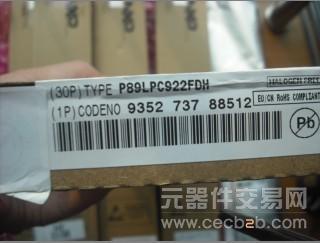 (30P) TYPE P89LPC922FDH
HALOGEN FREE
(1P) CODENO 9352 737 88512
EU/CN RoHS COMPLIANT
Pb
元器件交易网
www.cecb2b.com